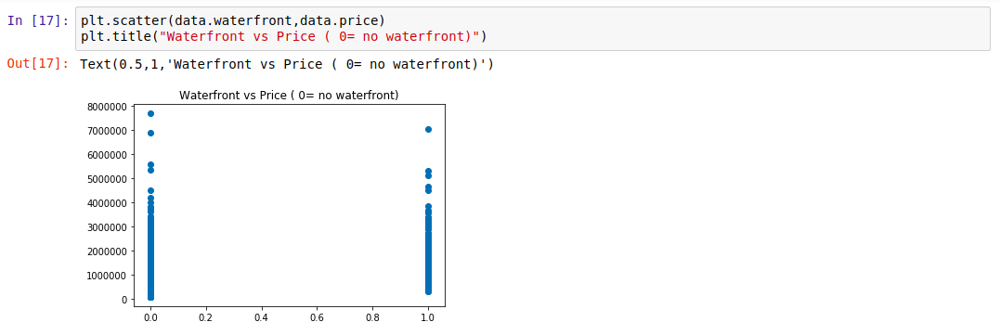 In [17]: plt.scatter(data.waterfront,data.price)
plt.title("Waterfront vs Price ( 0= no waterfront)")
Out[17]: Text(0.5,1,'Waterfront vs Price ( 0= no waterfront)')
Waterfront vs Price ( 0= no waterfront)
8000000
7000000
6000000
5000000
4000000
3000000
2000000
1000000
0
0.0 0.2 0.4 0.6 0.8 1.0